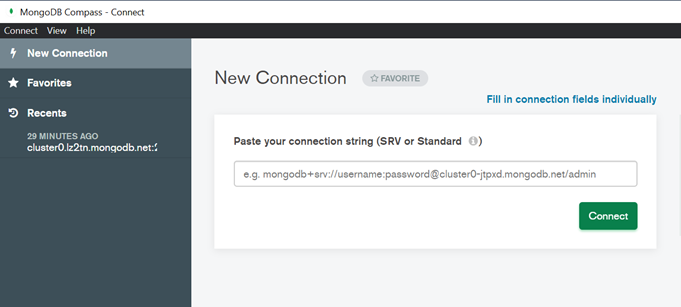 MongoDB Compass - Connect
Connect View Help
New Connection
Favorites
Recents
29 MINUTES AGO
cluster0.lz2tn.mongodb.net:
New Connection
FAVORITE
Fill in connection fields individually
Paste your connection string (SRV or Standard )
e.g. mongodb+srv://username:password@cluster0-jtpxd.mongodb.net/admin
Connect